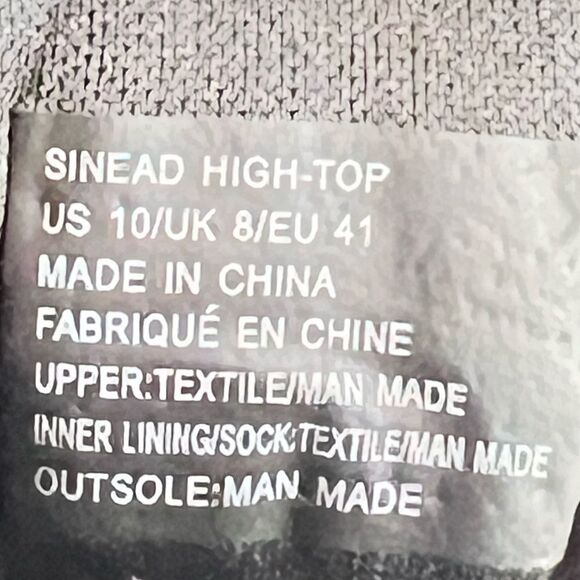 SINEAD HIGH-TOP
US 10/UK 8/EU 41
MADE IN CHINA
FABRIQUÉ EN CHINE
UPPER:TEXTILE/MAN MADE
INNER LINING/SOCK:TEXTILE/MAN MADE
OUTSOLE:MAN MADE